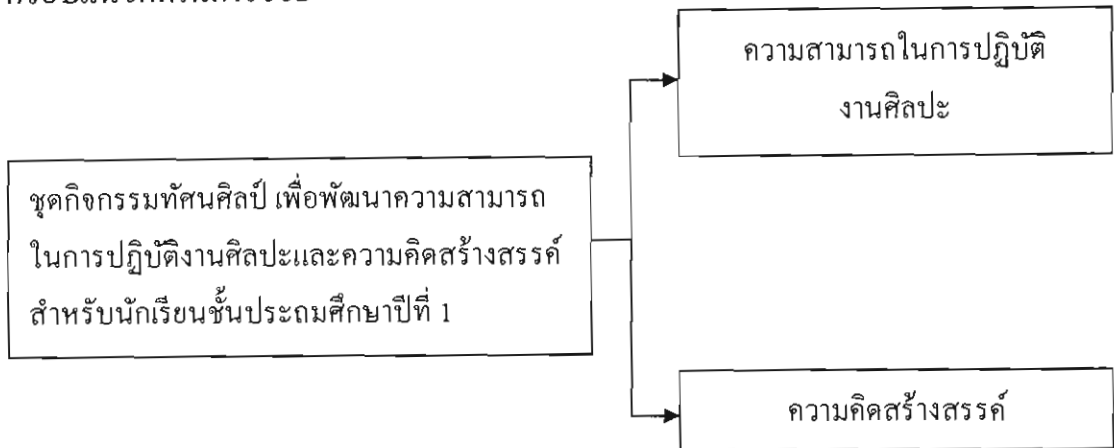 ความสามารถในการปฏิบัติ
งานศิลปะ
ชุดกิจกรรมทัศนศิลป์ เพื่อพัฒนาความสามารถ
ในการปฏิบัติงานศิลปะและความคิดสร้างสรรค์
สำหรับนักเรียนชั้นประถมศึกษาปีที่ 1
ความคิดสร้างสรรค์